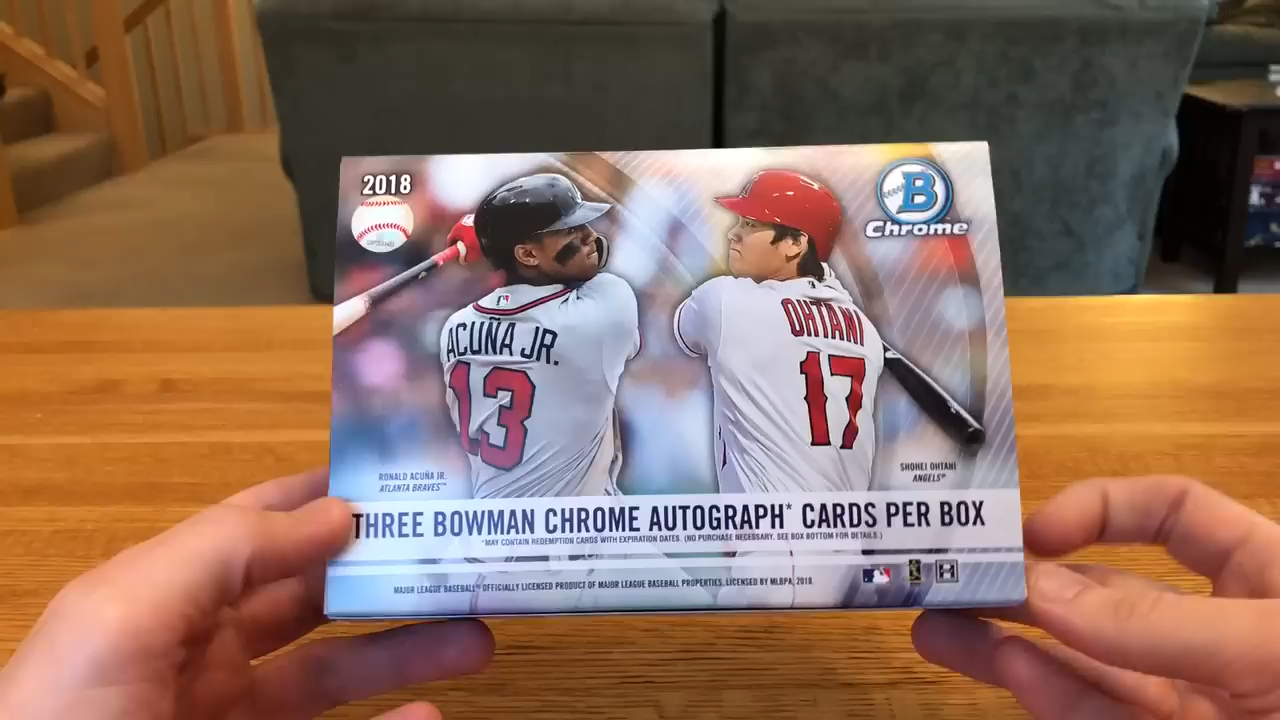 2018
B
Chrome
ACUÑA JR.
13
OHTANI
17
RONALD ACUÑA JR.
ATLANTA BRAVES™
SHOHEI OHTANI
ANGELS®
THREE BOWMAN CHROME AUTOGRAPH* CARDS PER BOX
*MAY CONTAIN REDEMPTION CARDS WITH EXPIRATION DATES. (NO PURCHASE NECESSARY. SEE BOX BOTTOM FOR DETAILS.)
MAJOR LEAGUE BASEBALL® OFFICIALLY LICENSED PRODUCT OF MAJOR LEAGUE BASEBALL PROPERTIES. LICENSED BY MLBPA, 2018